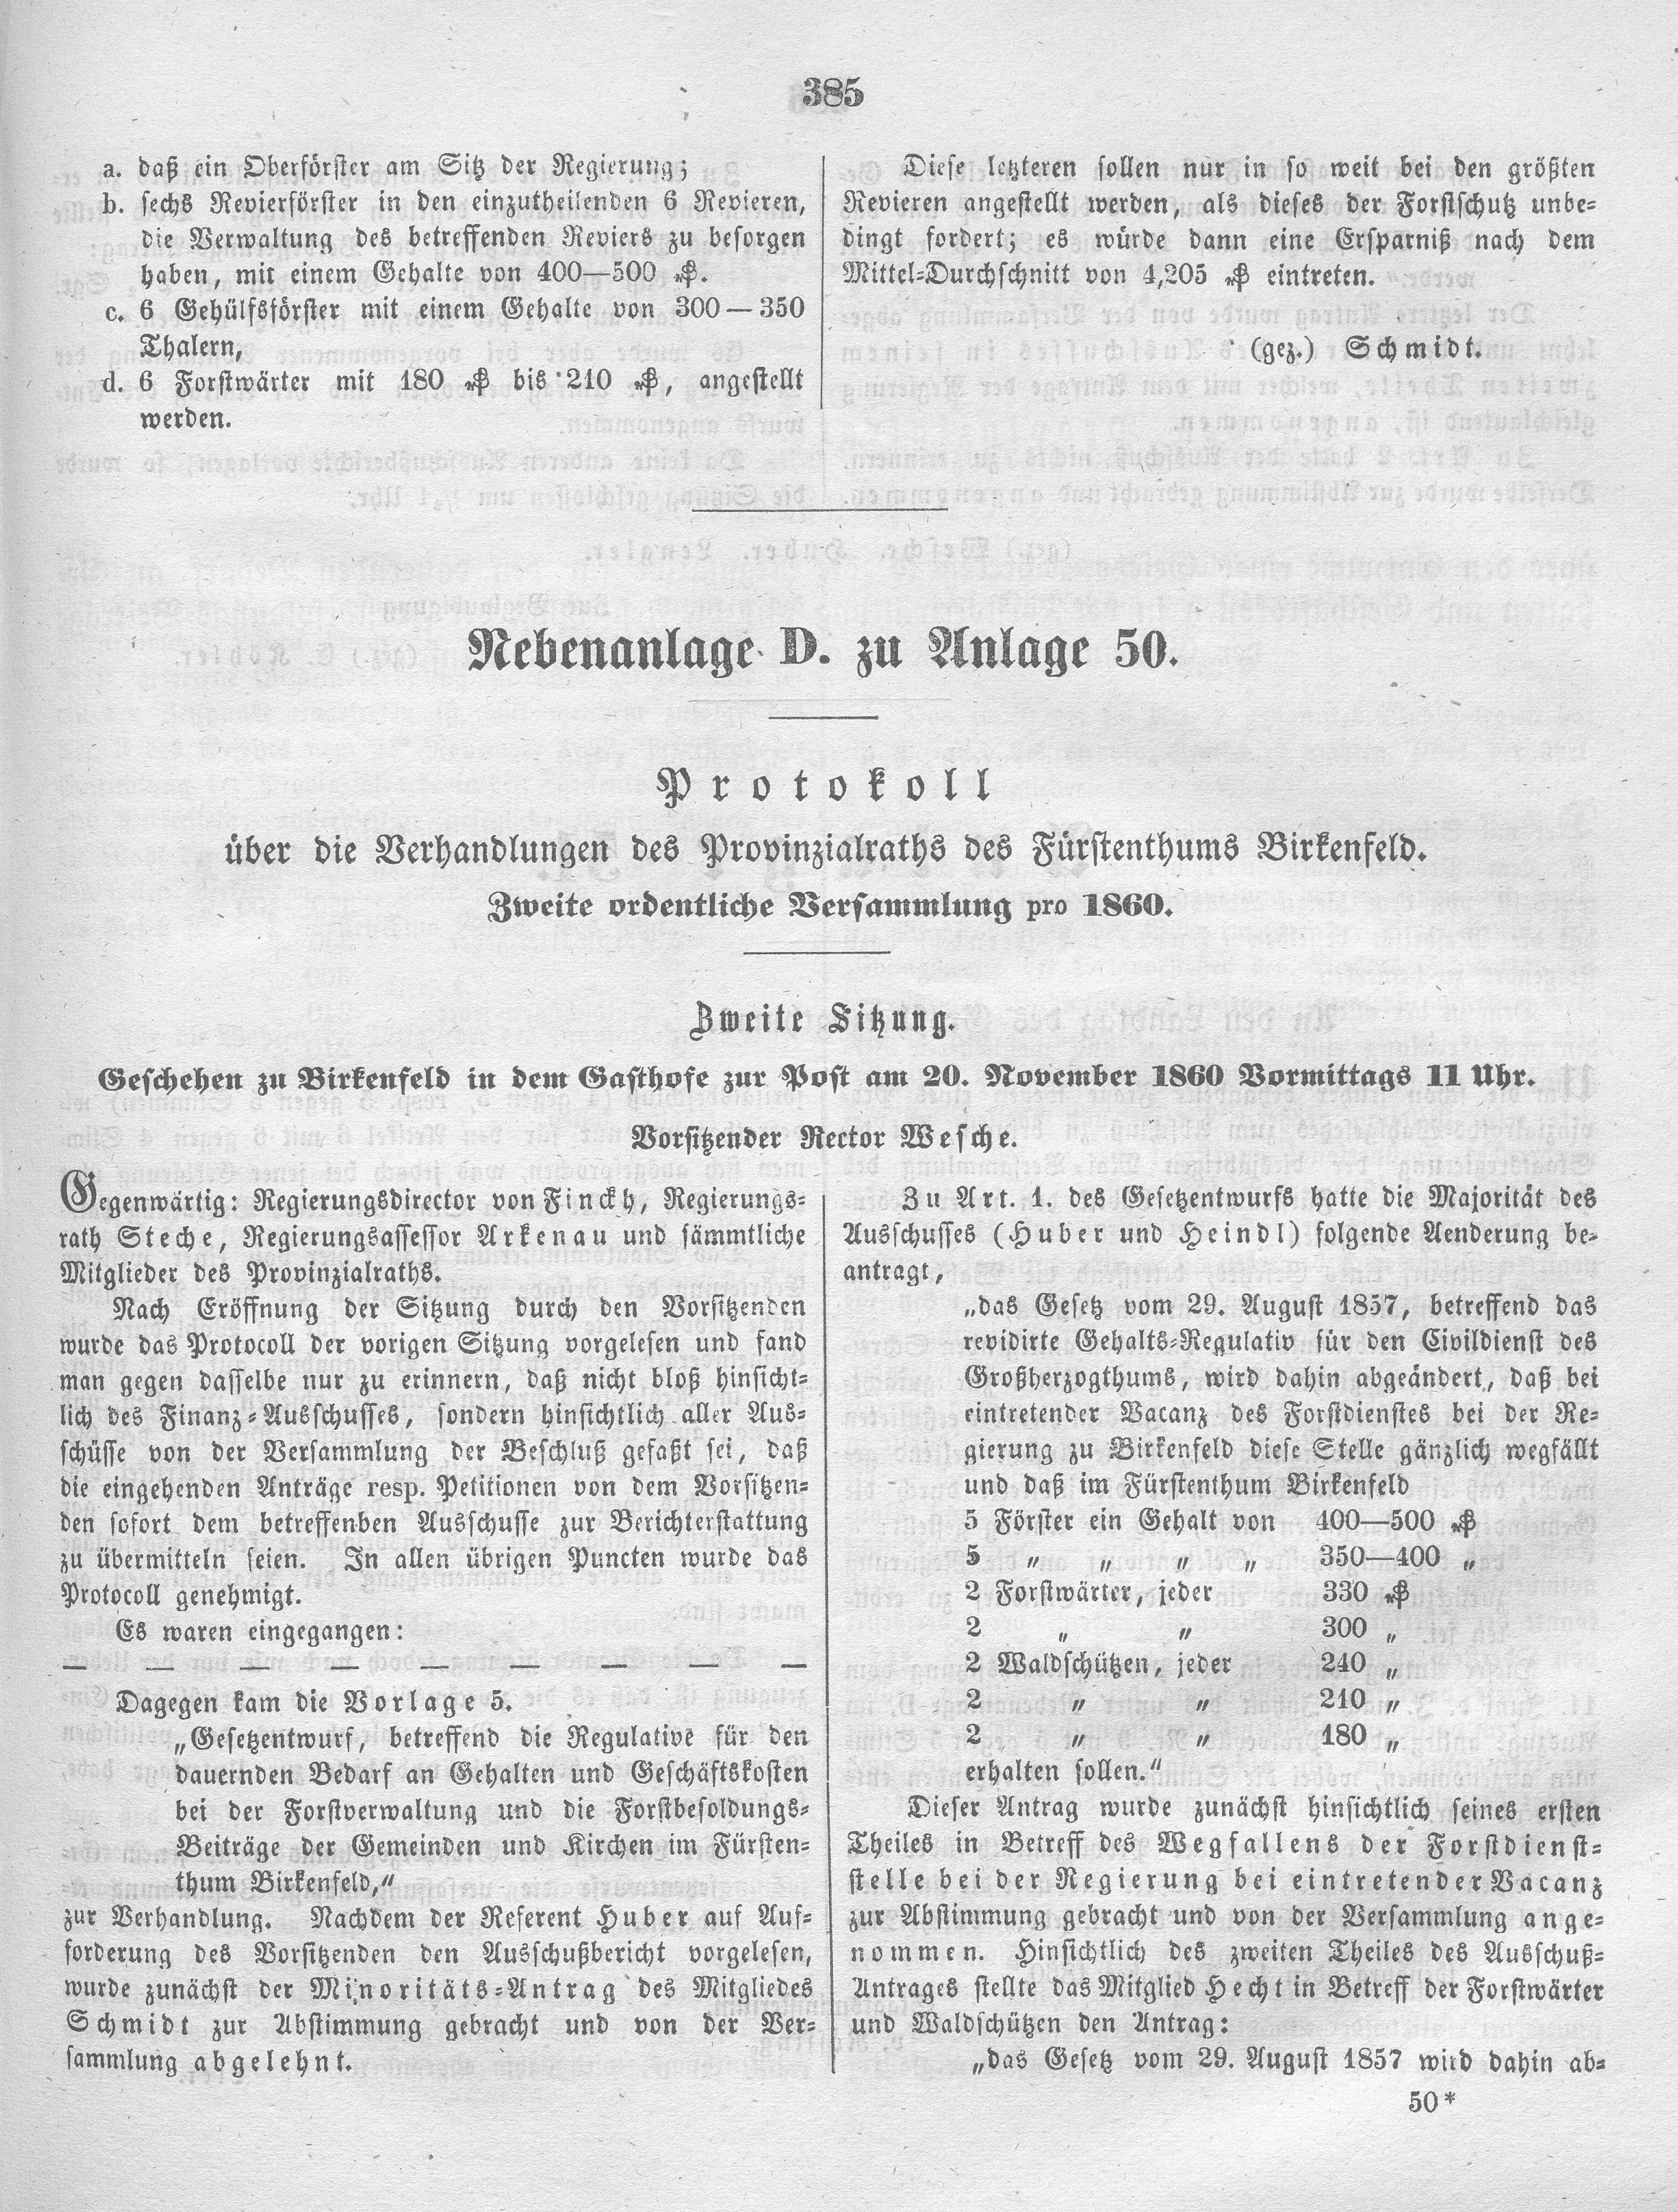 385
a. daß ein Oberförster am Sitz der Regierung;
b. sechs Revierförster in den einzutheilenden 6 Revieren,
die Verwaltung des betreffenden Reviers zu besorgen
haben, mit einem Gehalte von 400—500 ₰.
c. 6 Gehülfsförster mit einem Gehalte von 300—350
Thalern,
d. 6 Forstwärter mit 180 ₰ bis 210 ₰, angestellt
werden.
Diese letzteren sollen nur in so weit bei den größten
Revieren angestellt werden, als dieses der Forstschutz unbe-
dingt fordert; es würde dann eine Ersparniß nach dem
Mittel-Durchschnitt von 4,205 ₰ eintreten.
(gez.) Schmidt.
Nebenanlage D. zu Anlage 50.
Protokoll
über die Verhandlungen des Provinzialraths des Fürstenthums Birkenfeld.
Zweite ordentliche Versammlung pro 1860.
Zweite Sitzung.
Geschehen zu Birkenfeld in dem Gasthofe zur Post am 20. November 1860 Vormittags 11 Uhr.
Vorsitzender Rector Wesche.
Gegenwärtig: Regierungsdirector von Finckh, Regierungs-
rath Steche, Regierungsassessor Arkenau und sämmtliche
Mitglieder des Provinzialraths.
Nach Eröffnung der Sitzung durch den Vorsitzenden
wurde das Protocoll der vorigen Sitzung vorgelesen und fand
man gegen dasselbe nur zu erinnern, daß nicht bloß hinsicht-
lich des Finanz-Ausschusses, sondern hinsichtlich aller Aus-
schüsse von der Versammlung der Beschluß gefaßt sei, daß
die eingehenden Anträge resp. Petitionen von dem Vorsitzen-
den sofort dem betreffenben Ausschusse zur Berichterstattung
zu übermitteln seien. In allen übrigen Puncten wurde das
Protocoll genehmigt.
Es waren eingegangen:
— — — — — — — — —
Dagegen kam die Vorlage 5.
„Gesetzentwurf, betreffend die Regulative für den
dauernden Bedarf an Gehalten und Geschäftskosten
bei der Forstverwaltung und die Forstbesoldungs-
Beiträge der Gemeinden und Kirchen im Fürsten-
thum Birkenfeld,“
zur Verhandlung. Nachdem der Referent Huber auf Auf-
forderung des Vorsitzenden den Ausschußbericht vorgelesen,
wurde zunächst der Minoritäts-Antrag des Mitgliedes
Schmidt zur Abstimmung gebracht und von der Ver-
sammlung abgelehnt.
Zu Art. 1. des Gesetzentwurfs hatte die Majorität des
Ausschusses (Huber und Heindl) folgende Aenderung be-
antragt,
„das Gesetz vom 29. August 1857, betreffend das
revidirte Gehalts-Regulativ für den Civildienst des
Großherzogthums, wird dahin abgeändert, daß bei
eintretender Vacanz des Forstdienstes bei der Re-
gierung zu Birkenfeld diese Stelle gänzlich wegfällt
und daß im Fürstenthum Birkenfeld
5 Förster ein Gehalt von 400—500 ₰
5 „ „ „ „ 350—400 „
2 Forstwärter, jeder 330 ₰
2 „ „ 300 „
2 Waldschützen, jeder 240 „
2 „ „ 210 „
2 „ „ 180 „
erhalten sollen.“
Dieser Antrag wurde zunächst hinsichtlich seines ersten
Theiles in Betreff des Wegfallens der Forstdienst-
stelle bei der Regierung bei eintretender Vacanz
zur Abstimmung gebracht und von der Versammlung ange-
nommen. Hinsichtlich des zweiten Theiles des Ausschuß-
Antrages stellte das Mitglied Hecht in Betreff der Forstwärter
und Waldschützen den Antrag:
„das Gesetz vom 29. August 1857 wird dahin ab-
50*